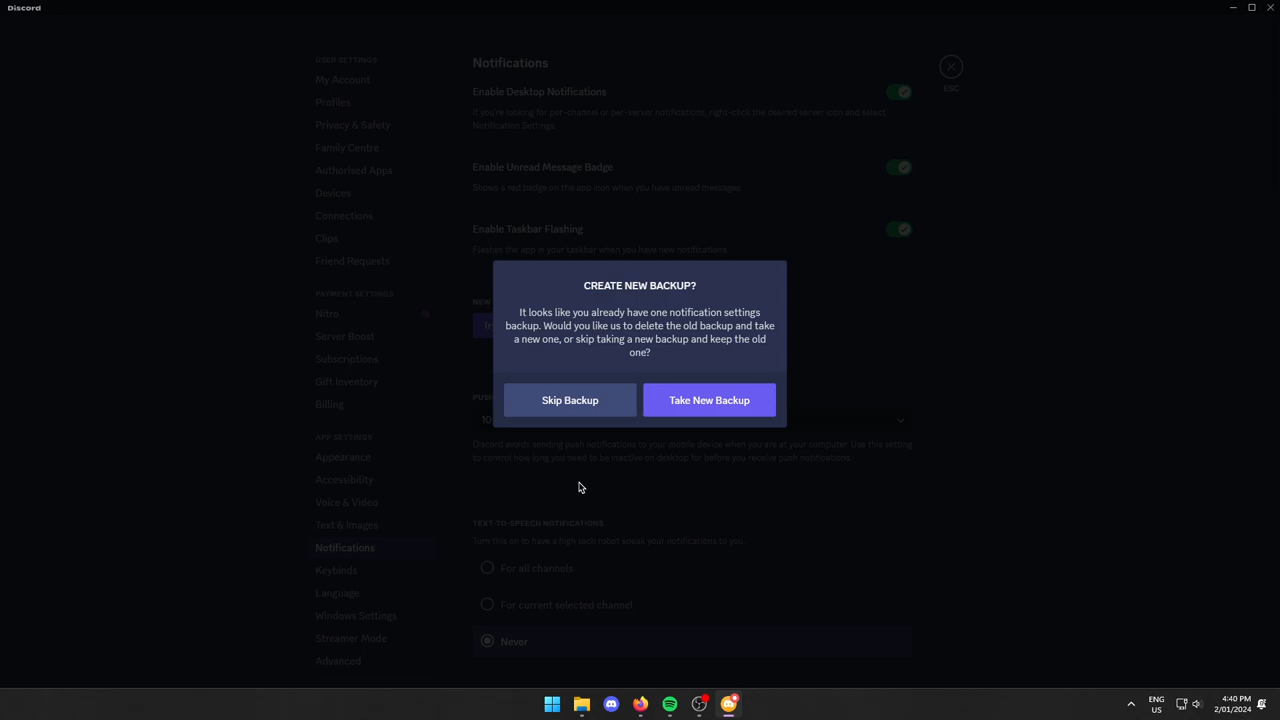 Discord
USER SETTINGS
My Account
Profiles
Privacy & Safety
Family Centre
Authorised Apps
Devices
Connections
Clips
Friend Requests
PAYMENT SETTINGS
Nitro
Server Boost
Subscriptions
Gift Inventory
Billing
APP SETTINGS
Appearance
Accessibility
Voice & Video
Text & Images
Notifications
Keybinds
Language
Windows Settings
Streamer Mode
Advanced
Notifications
ESC
Enable Desktop Notifications
If you're looking for per-channel or per-server notifications, right-click the desired server icon and select
Notification Settings.
Enable Unread Message Badge
Shows a red badge on the app icon when you have unread messages.
Enable Taskbar Flashing
Flashes the app in your taskbar when you have new notifications.
NEW
CREATE NEW BACKUP?
It looks like you already have one notification settings
backup. Would you like us to delete the old backup and take
a new one, or skip taking a new backup and keep the old
one?
Skip Backup
Take New Backup
10
Discord avoids sending push notifications to your mobile device when you are at your computer. Use this setting
to control how long you need to be inactive on desktop for before you receive push notifications.
TEXT-TO-SPEECH NOTIFICATIONS
Turn this on to have a high tech robot speak your notifications to you.
For all channels
For current selected channel
Never
ENG
US
4:40 PM
2/01/2024